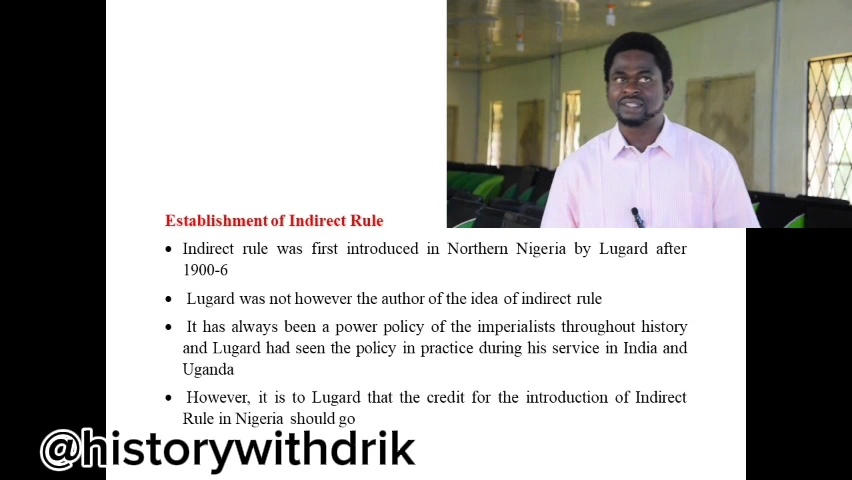 Establishment of Indirect Rule
• Indirect rule was first introduced in Northern Nigeria by Lugard after
1900-6
• Lugard was not however the author of the idea of indirect rule
• It has always been a power policy of the imperialists throughout history
and Lugard had seen the policy in practice during his service in India and
Uganda
• However, it is to Lugard that the credit for the introduction of Indirect
Rule in Nigeria should go
@historywithdrik